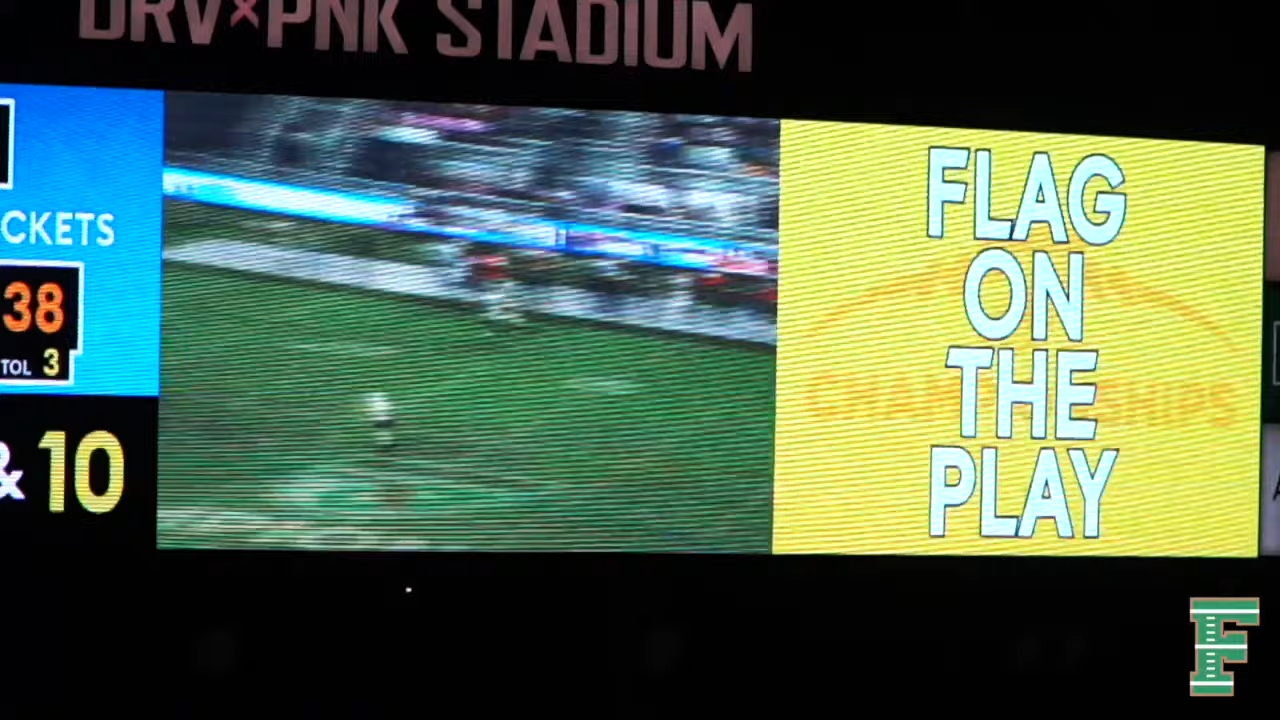 DRV PNK STADIUM
CKETS
38
TOL 3
& 10
FLAG
ON
THE
PLAY
F